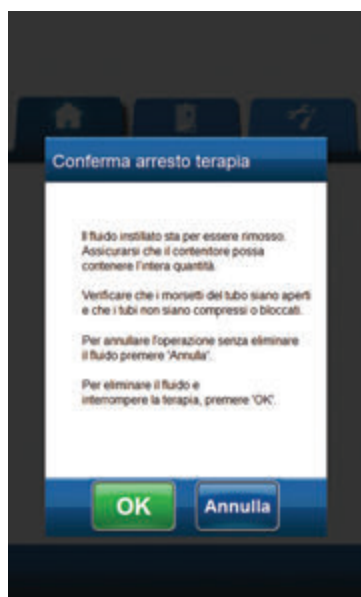 Conferma arresto terapia
Il fluido instillato sta per essere rimosso.
Assicurarsi che il contenitore possa
contenere l'intera quantità.
Verificare che i morsetti del tubo siano aperti
e che i tubi non siano compressi o bloccati.
Per annullare l'operazione senza eliminare
il fluido premere 'Annulla'.
Per eliminare il fluido e
interrompere la terapia, premere 'OK'.
OK
Annulla